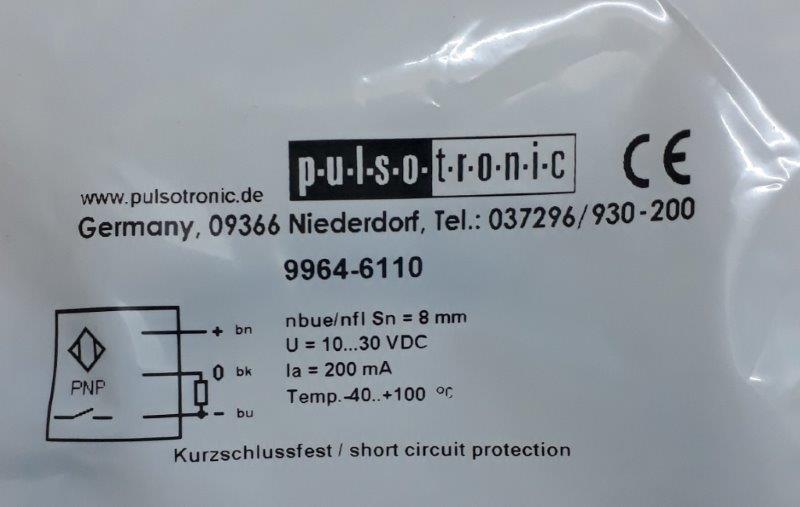 p·u·l·s·o·t·r·o·n·i·c CE
www.pulsotronic.de
Germany, 09366 Niederdorf, Tel.: 037296/930-200
9964-6110
nbue/nfl Sn = 8 mm
U = 10...30 VDC
Ia = 200 mA
Temp.-40..+100 °C
+ bn
0 bk
PNP
- bu
Kurzschlussfest / short circuit protection